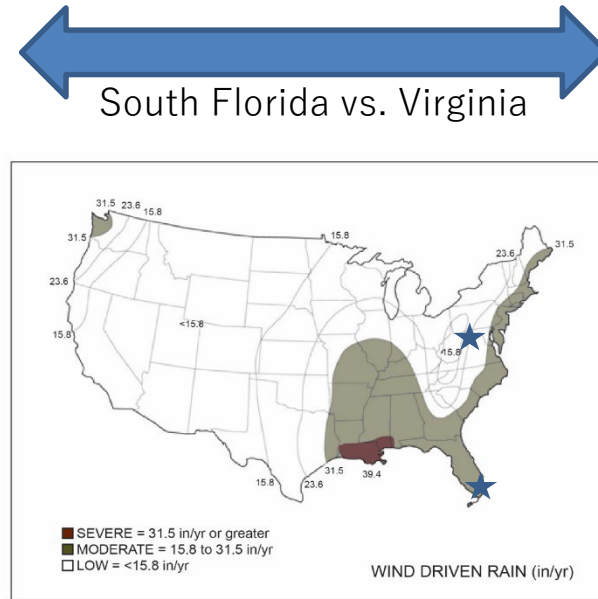 South Florida vs. Virginia
31.5 23.6 15.8
31.5
23.6
15.8
<15.8
15.8
23.6
31.5
15.8
15.8
23.6
31.5
39.4
SEVERE = 31.5 in/yr or greater
MODERATE = 15.8 to 31.5 in/yr
LOW = <15.8 in/yr
WIND DRIVEN RAIN (in/yr)